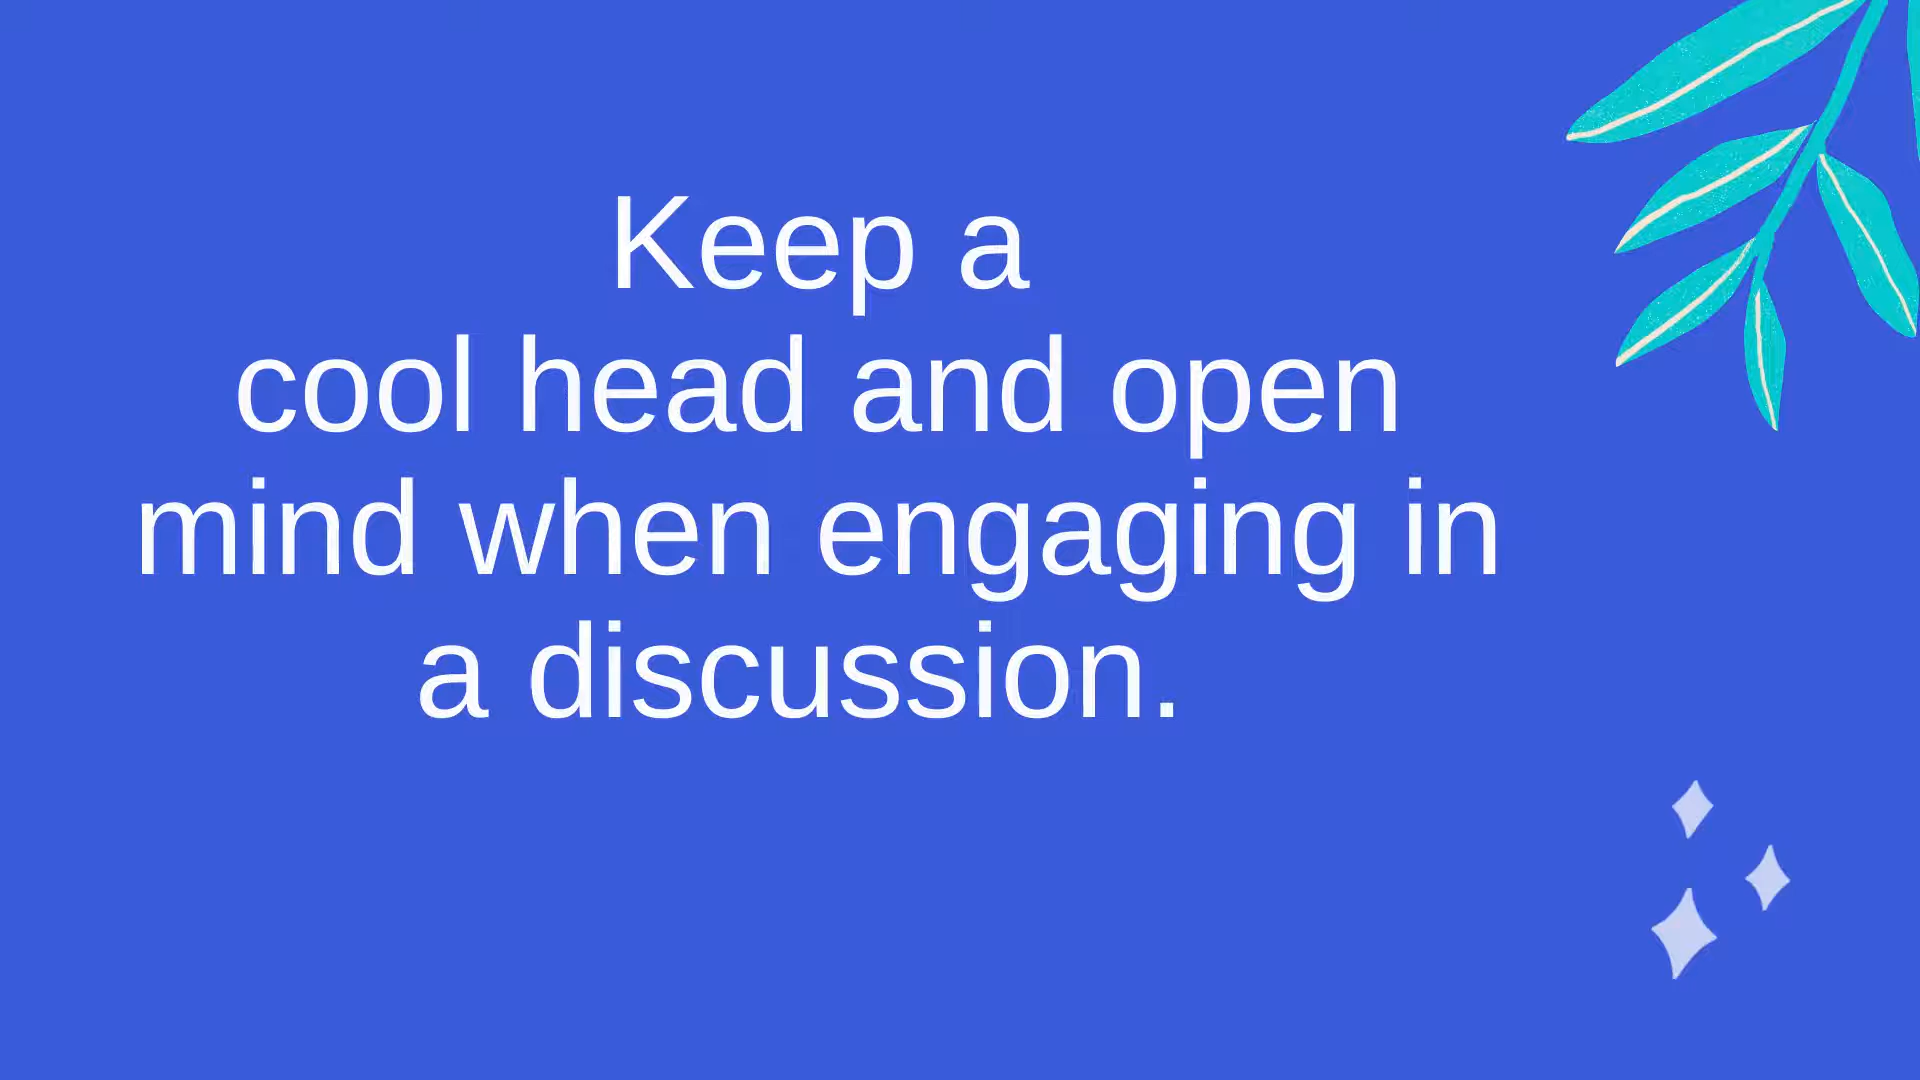 Keep a
cool head and open
mind when engaging in
a discussion.